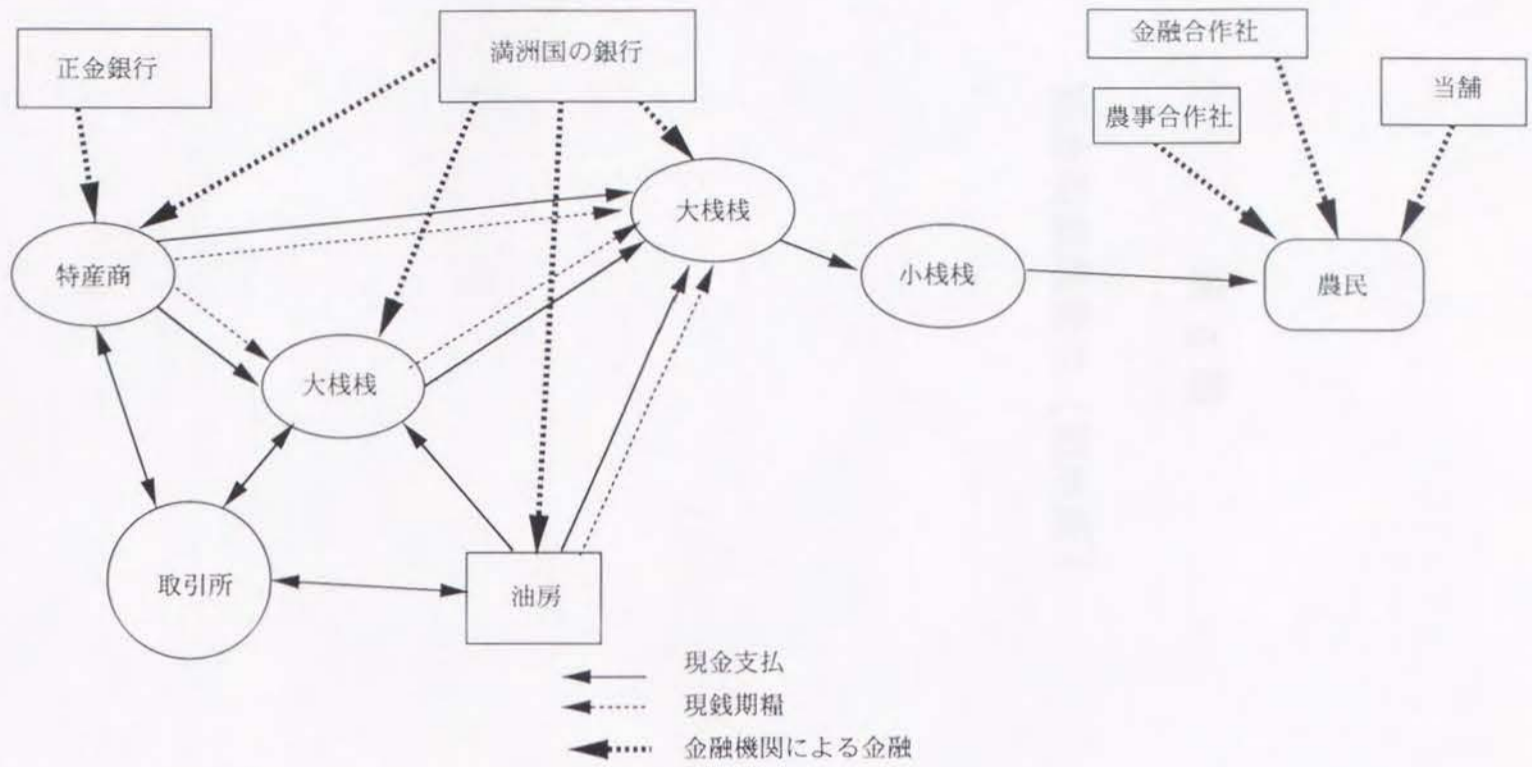 正金銀行
満洲国の銀行
金融合作社
当舗
農事合作社
大桟桟
特産商
小桟桟
農民
大桟桟
取引所
油房
現金支払
現銭期糧
金融機関による金融